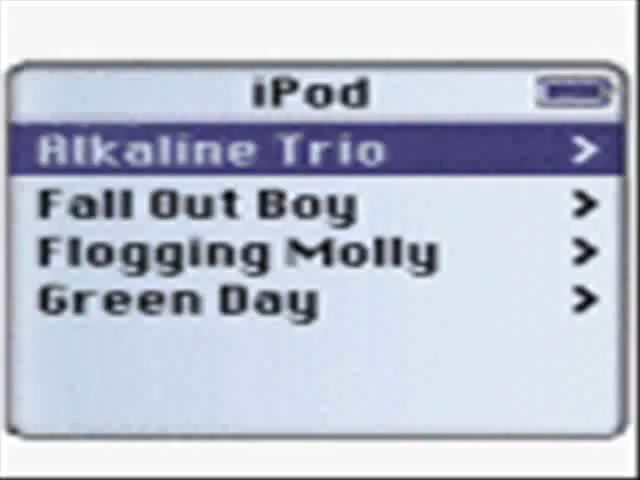 iPod
Alkaline Trio >
Fall Out Boy >
Flogging Molly >
Green Day >